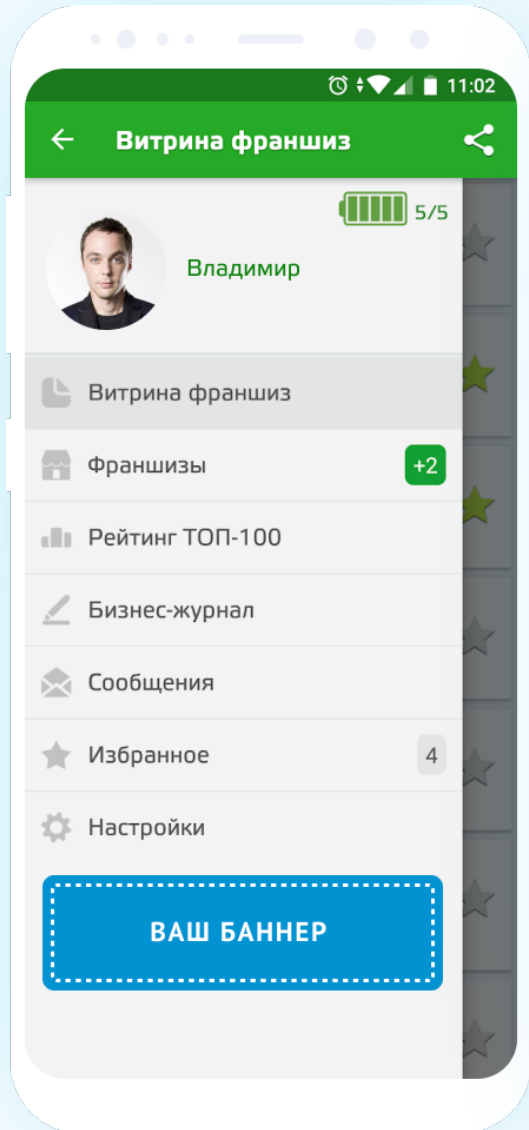 11:02
Витрина франшиз
5/5
Владимир
Витрина франшиз
Франшизы +2
Рейтинг ТОП-100
Бизнес-журнал
Сообщения
Избранное 4
Настройки
ВАШ БАННЕР